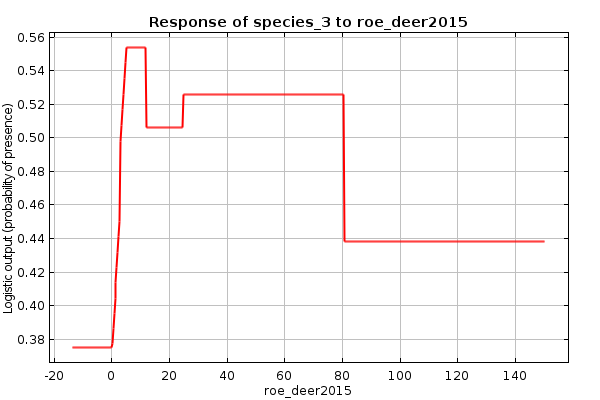 Response of species_3 to roe_deer2015
Logistic output (probability of presence)
0.56
0.54
0.52
0.50
0.48
0.46
0.44
0.42
0.40
0.38
-20 0 20 40 60 80 100 120 140
roe_deer2015